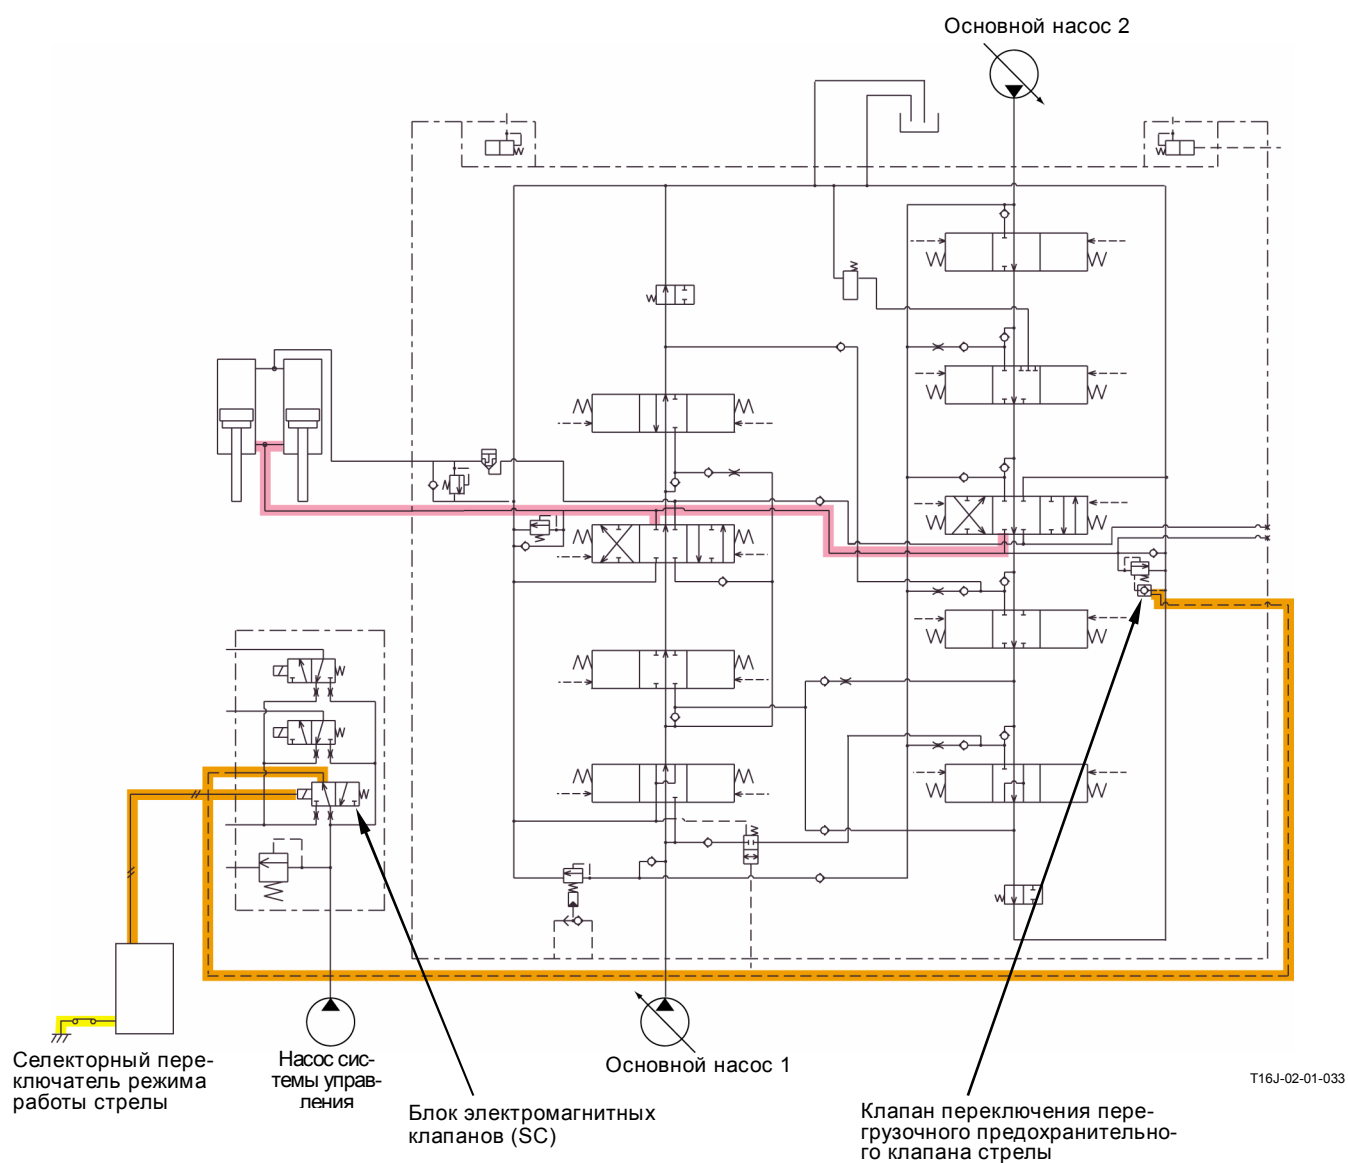 Основной насос 2
Селекторный пере-
ключатель режима
работы стрелы
Насос сис-
темы управ-
ления
Блок электромагнитных
клапанов (SC)
Основной насос 1
Клапан переключения пере-
грузочного предохранительно-
го клапана стрелы
T16J-02-01-033